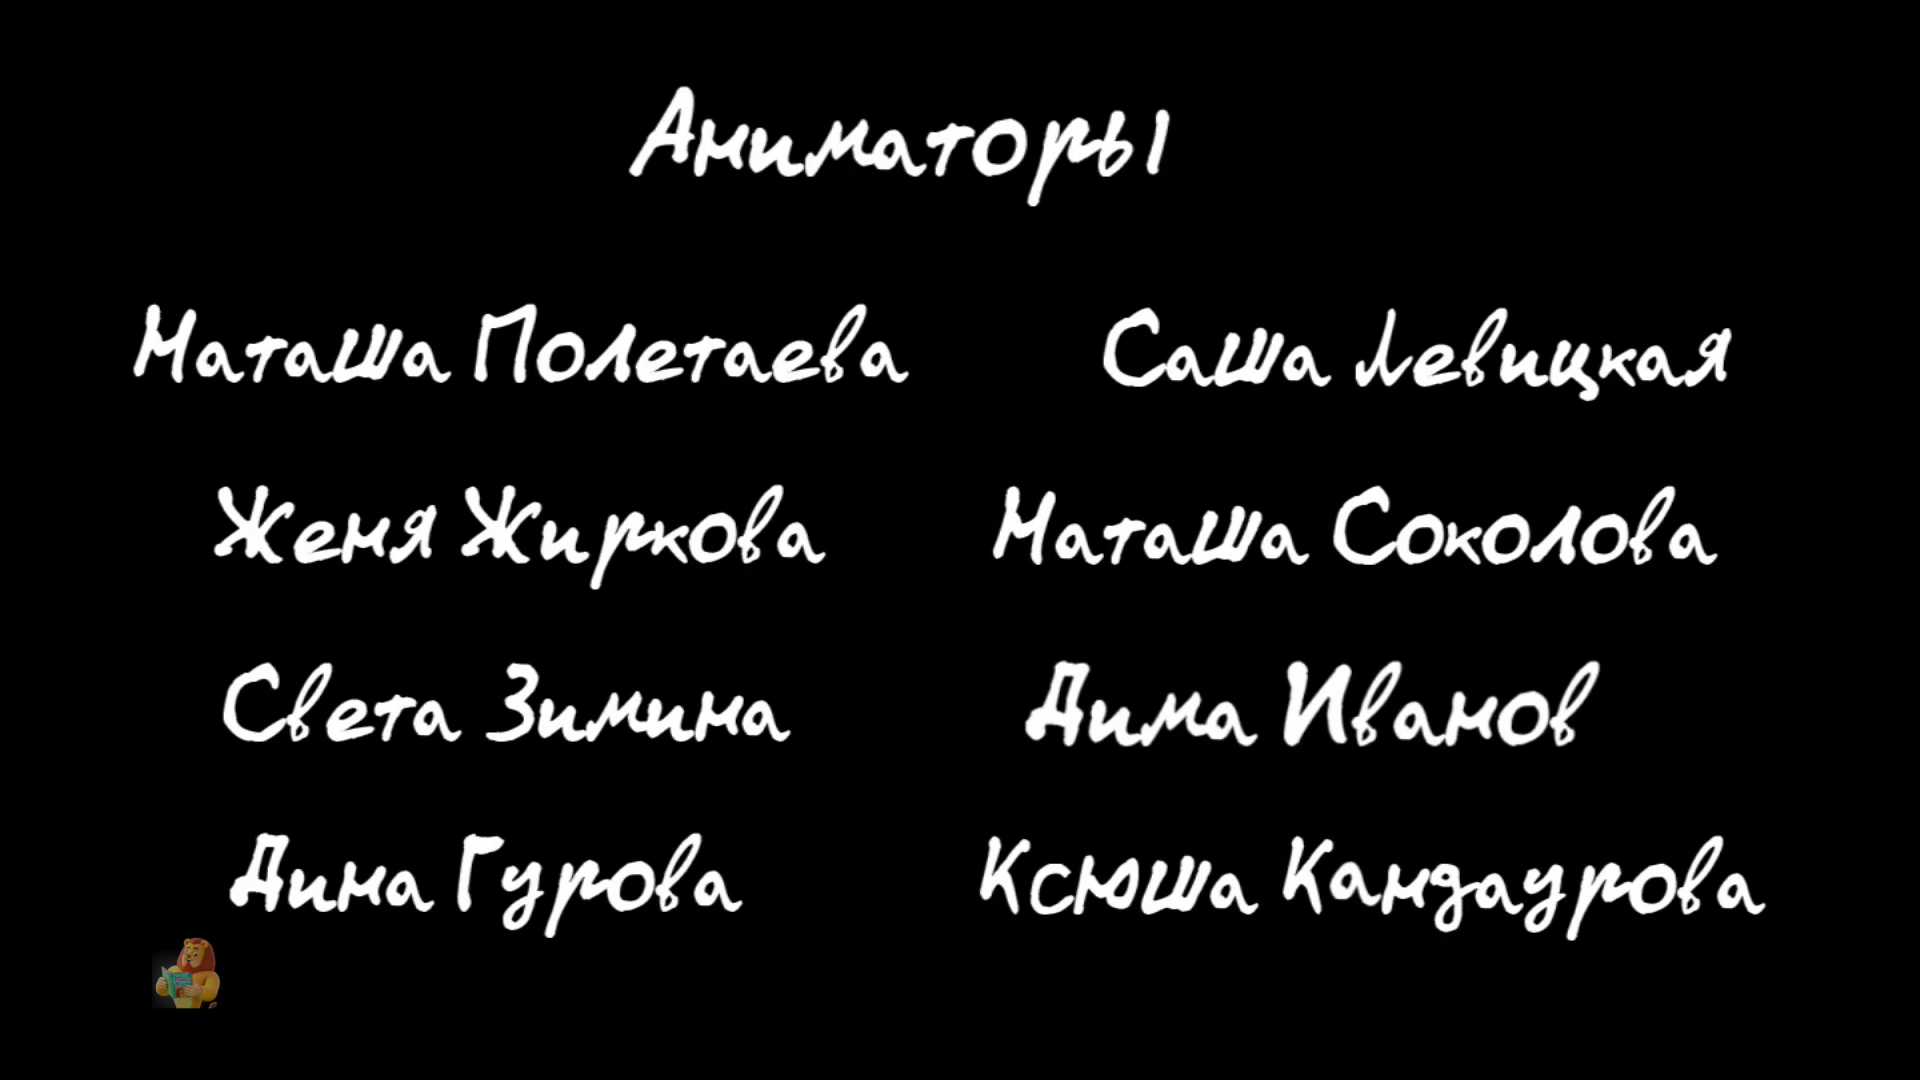 Аниматоры
Наташа Полетаева
Саша Левицкая
Женя Жиркова
Наташа Соколова
Света Зимина
Дима Иванов
Дина Гурова
Ксюша Кандаурова